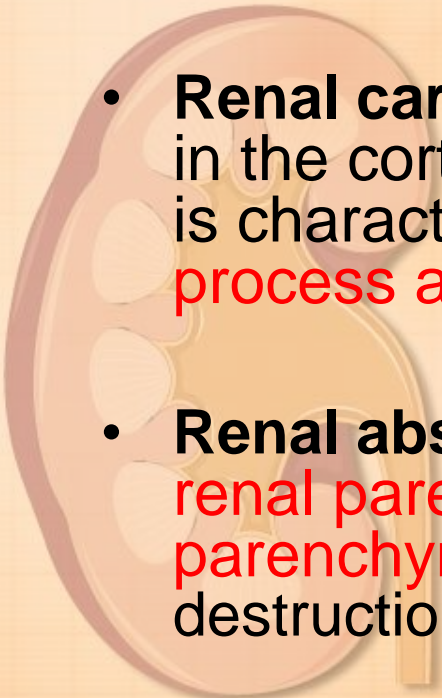 • Renal car
in the cort
is charact
process a
• Renal abs
renal pare
parenchyr
destructio